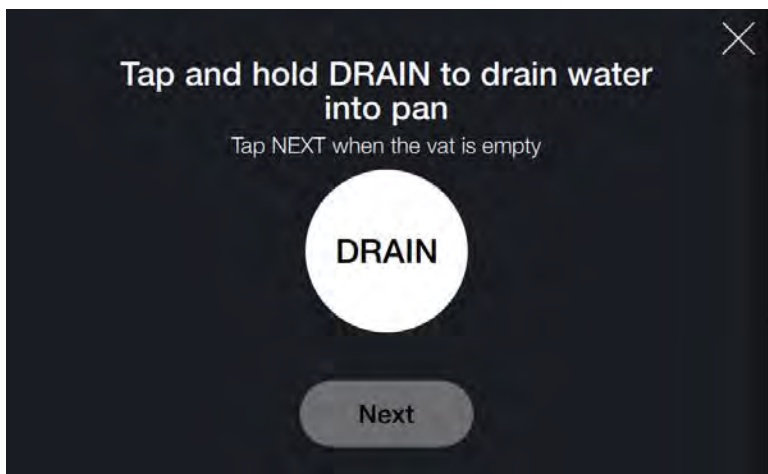 Tap and hold DRAIN to drain water
into pan
Tap NEXT when the vat is empty
DRAIN
Next